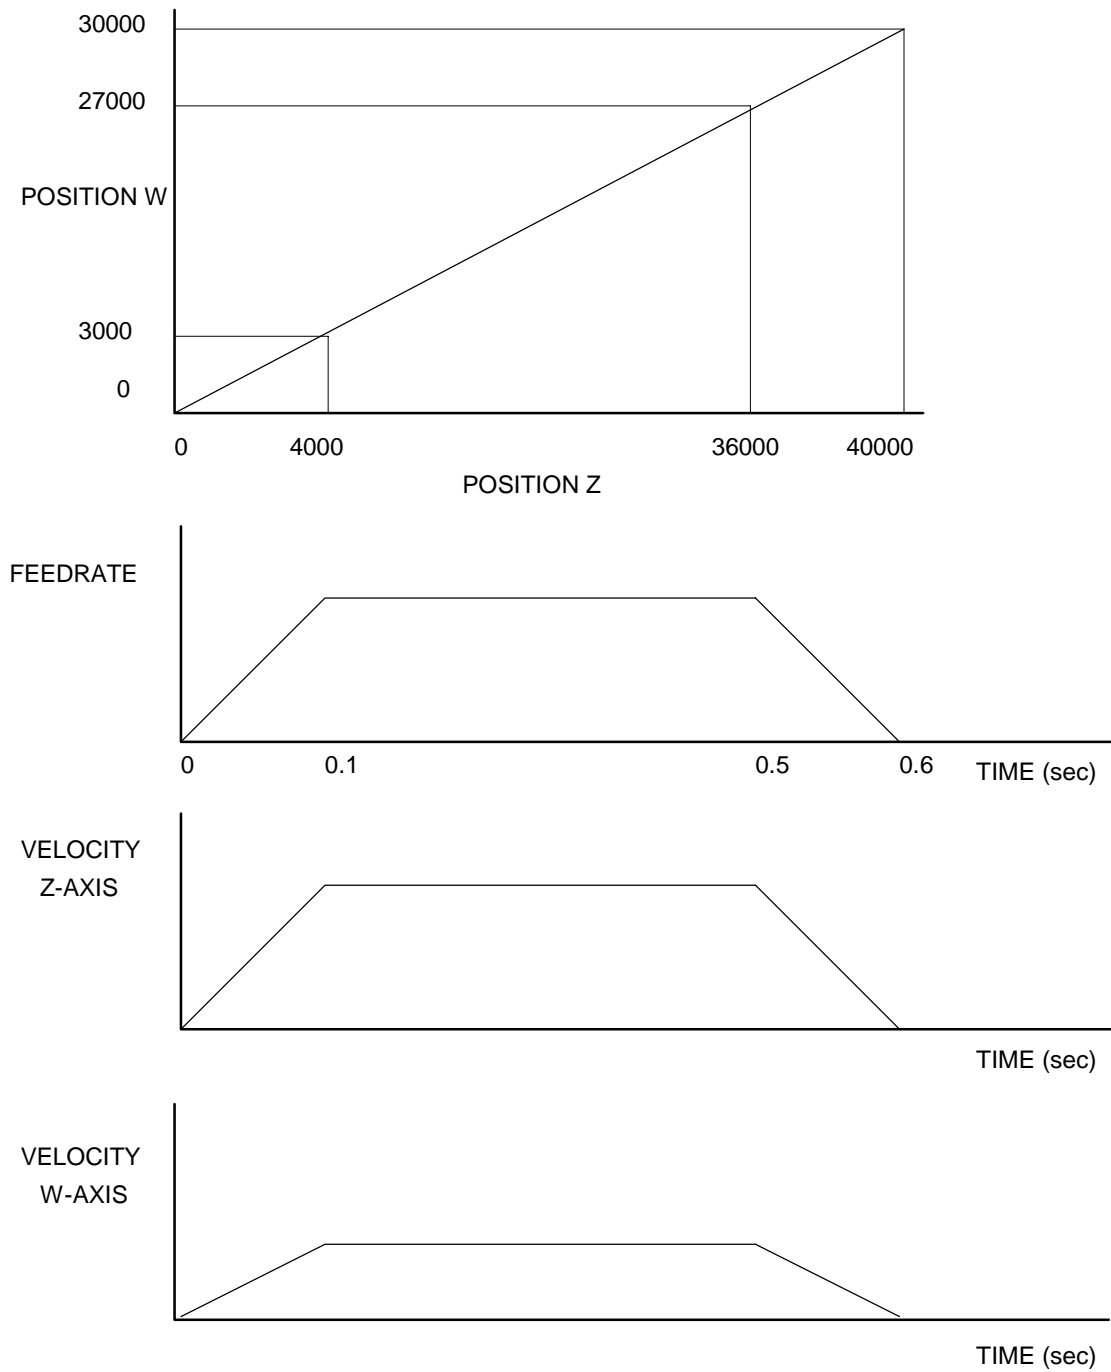 30000
27000
POSITION W
3000
0
0 4000 36000 40000
POSITION Z
FEEDRATE
0 0.1 0.5 0.6 TIME (sec)
VELOCITY
Z-AXIS
TIME (sec)
VELOCITY
W-AXIS
TIME (sec)